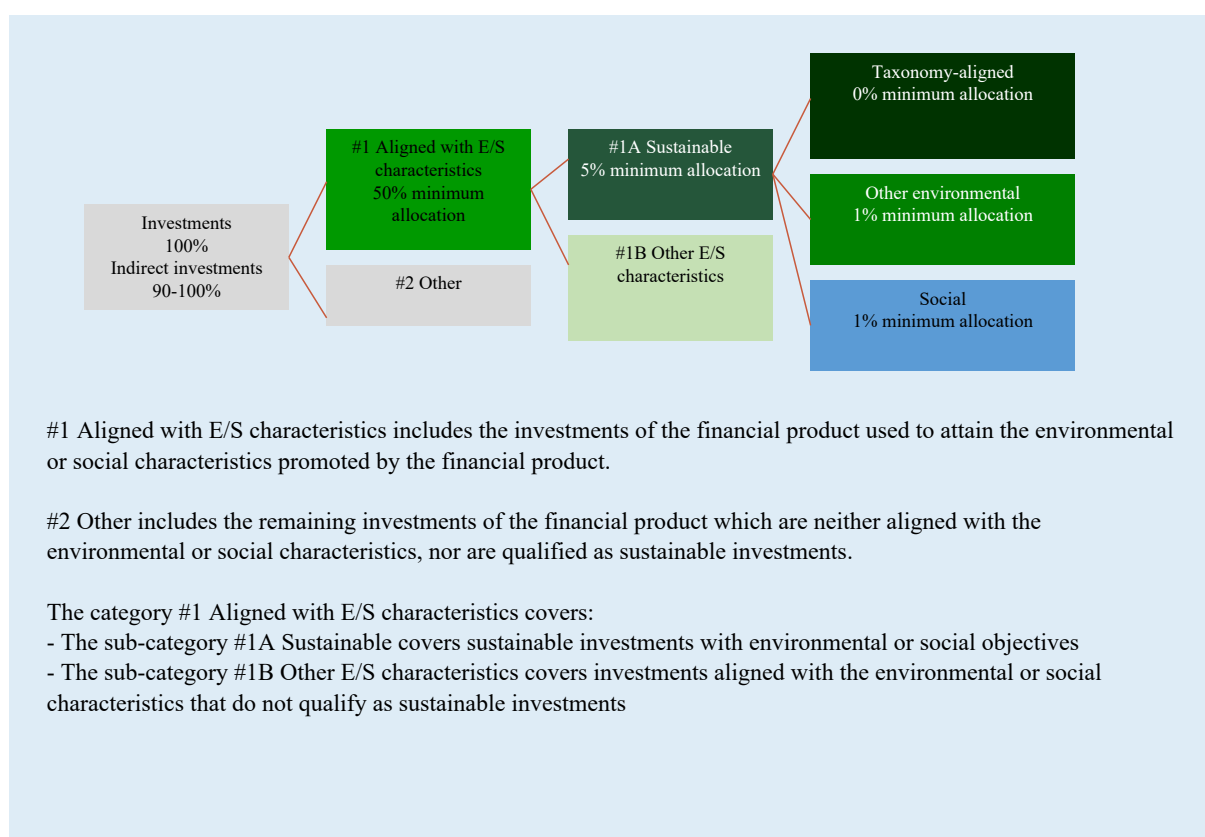 Investments
100%
Indirect investments
90-100%
#1 Aligned with E/S
characteristics
50% minimum
allocation
#2 Other
#1A Sustainable
5% minimum allocation
#1B Other E/S
characteristics
Taxonomy-aligned
0% minimum allocation
Other environmental
1% minimum allocation
Social
1% minimum allocation
#1 Aligned with E/S characteristics includes the investments of the financial product used to attain the environmental
or social characteristics promoted by the financial product.
#2 Other includes the remaining investments of the financial product which are neither aligned with the
environmental or social characteristics, nor are qualified as sustainable investments.
The category #1 Aligned with E/S characteristics covers:
- The sub-category #1A Sustainable covers sustainable investments with environmental or social objectives
- The sub-category #1B Other E/S characteristics covers investments aligned with the environmental or social
characteristics that do not qualify as sustainable investments